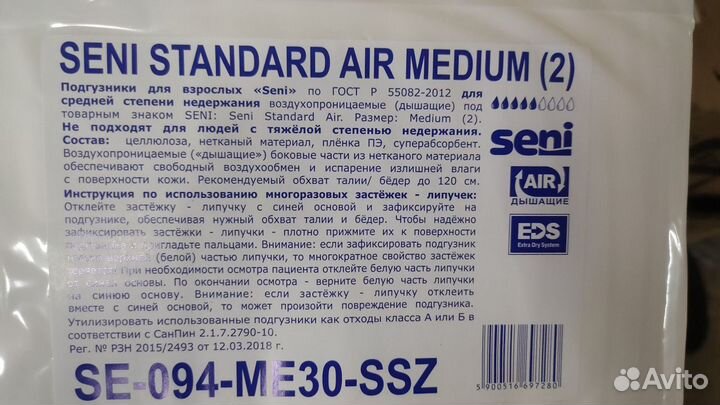 SENI STANDARD AIR MEDIUM (2)
Подгузники для взрослых «Seni» по ГОСТ Р 55082-2012 для
средней степени недержания воздухопроницаемые (дышащие) под
товарным знаком SENI: Seni Standard Air. Размер: Medium (2).
Не подходят для людей с тяжёлой степенью недержания.
Состав: целлюлоза, нетканый материал, плёнка ПЭ, суперабсорбент.
Воздухопроницаемые («дышащие») боковые части из нетканого материала
обеспечивают свободный воздухообмен и испарение излишней влаги
с поверхности кожи. Рекомендуемый обхват талии/ бёдер до 120 см.
seni
AIR
ДЫШАЩИЕ
EDS
Extra Dry System
Инструкция по использованию многоразовых застёжек - липучек:
Отклейте застёжку - липучку с синей основой и зафиксируйте на
подгузнике, обеспечивая нужный обхват талии и бёдер. Чтобы надёжно
зафиксировать застёжки - липучки - плотно прижмите их к поверхности
и пригладьте пальцами. Внимание: если зафиксировать подгузник
(белой) частью липучки, то многократное свойство застёжек
При необходимости осмотра пациента отклейте белую часть липучки
от синей основы. По окончании осмотра - верните белую часть липучки
на синюю основу. Внимание: если застёжку - липучку отклеить
вместе с синей основой, то может произойти повреждение подгузника.
Утилизировать использованные подгузники как отходы класса А или Б в
соответствии с СанПин 2.1.7.2790-10.
Рег. № РЗН 2015/2493 от 12.03.2018 г.
SE-094-ME30-SSZ
5 900516 697280
Avito